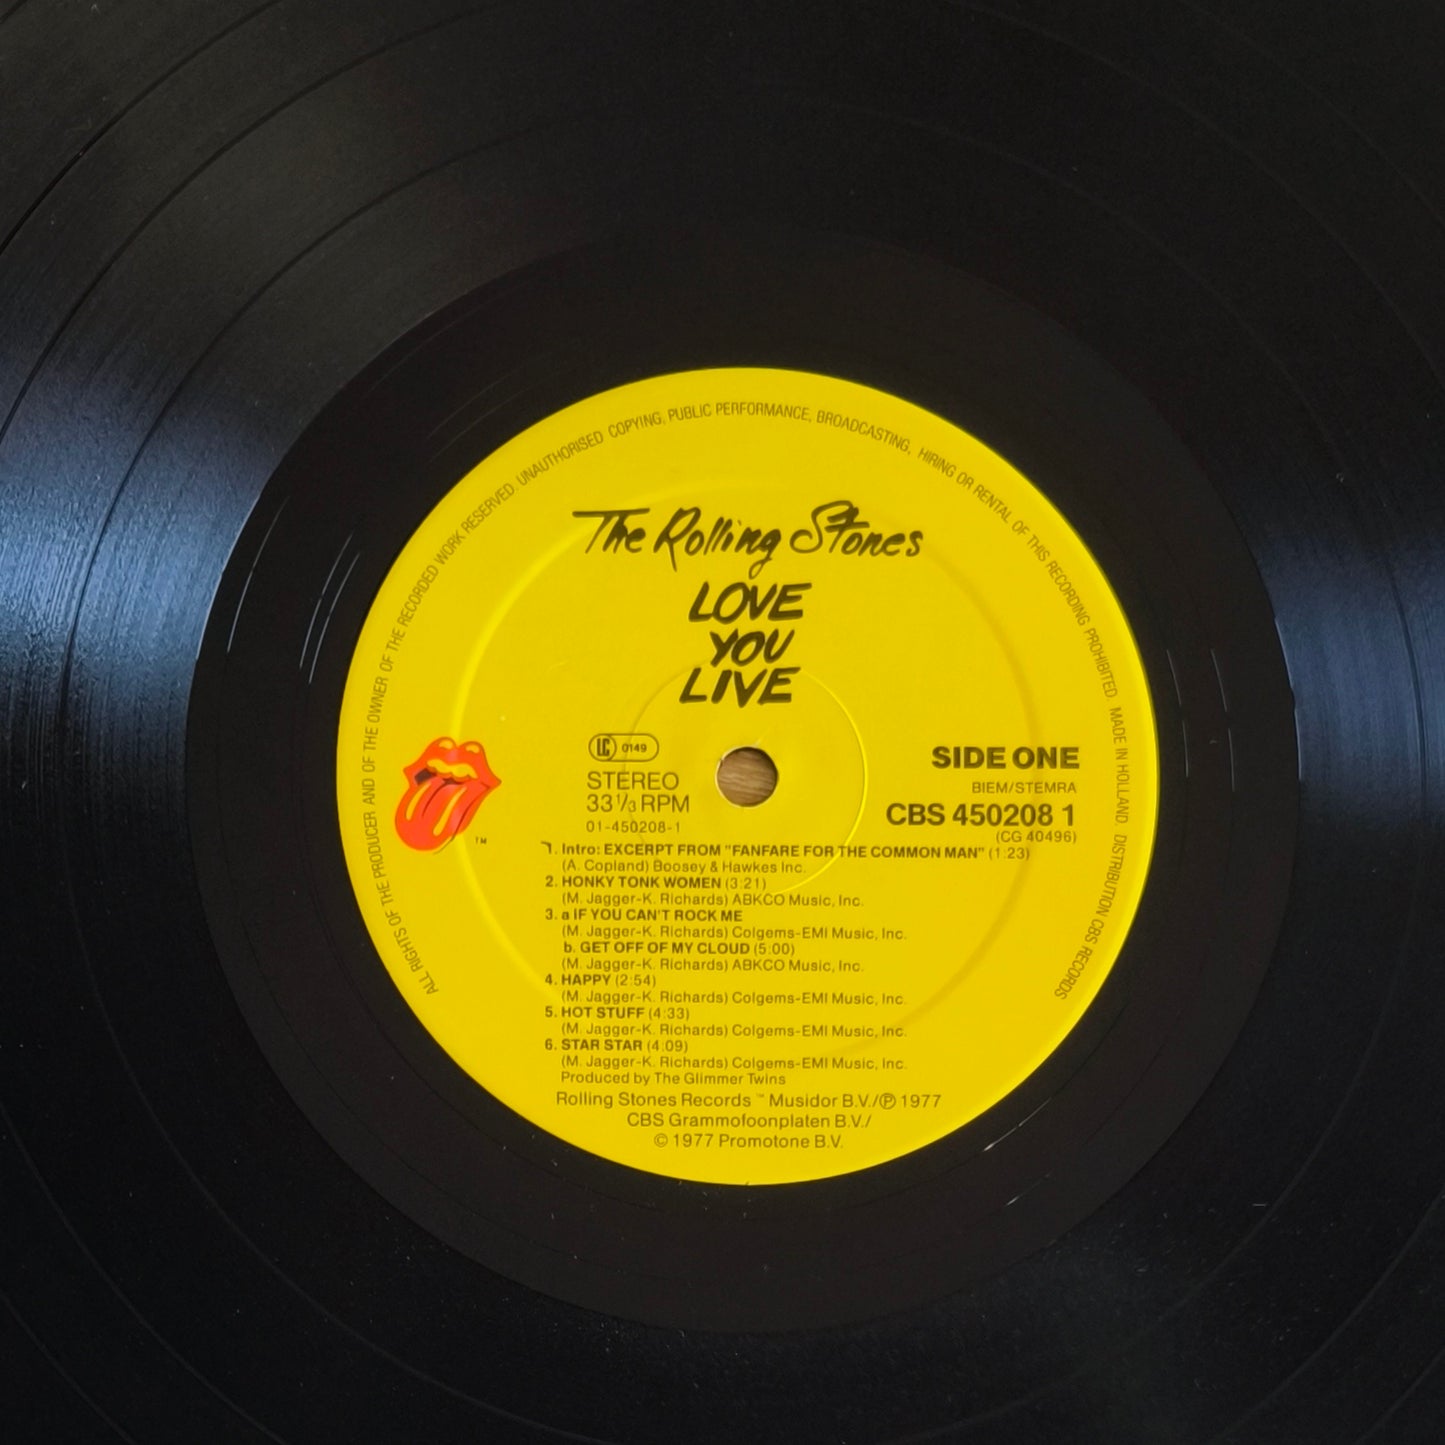 ALL RIGHTS OF THE PRODUCER AND OF THE OWNER OF THE RECORDED WORK RESERVED. UNAUTHORISED COPYING, PUBLIC PERFORMANCE, BROADCASTING, HIRING OR RENTAL OF THIS RECORDING PROHIBITED. MADE IN HOLLAND. DISTRIBUTION CBS RECORDS
The Rolling Stones
LOVE
YOU
LIVE
LC 0149
STEREO
33 1/3 RPM
01-450208-1
TM
SIDE ONE
BIEM/STEMRA
CBS 450208 1
(CG 40496)
1. Intro: EXCERPT FROM "FANFARE FOR THE COMMON MAN" (1:23)
(A. Copland) Boosey & Hawkes Inc.
2. HONKY TONK WOMEN (3:21)
(M. Jagger-K. Richards) ABKCO Music, Inc.
3. a IF YOU CAN'T ROCK ME
(M. Jagger-K. Richards) Colgems-EMI Music, Inc.
b. GET OFF OF MY CLOUD (5:00)
(M. Jagger-K. Richards) ABKCO Music, Inc.
4. HAPPY (2:54)
(M. Jagger-K. Richards) Colgems-EMI Music, Inc.
5. HOT STUFF (4:33)
(M. Jagger-K. Richards) Colgems-EMI Music, Inc.
6. STAR STAR (4:09)
(M. Jagger-K. Richards) Colgems-EMI Music, Inc.
Produced by The Glimmer Twins
Rolling Stones Records ™ Musidor B.V./℗ 1977
CBS Grammofoonplaten B.V./
© 1977 Promotone B.V.